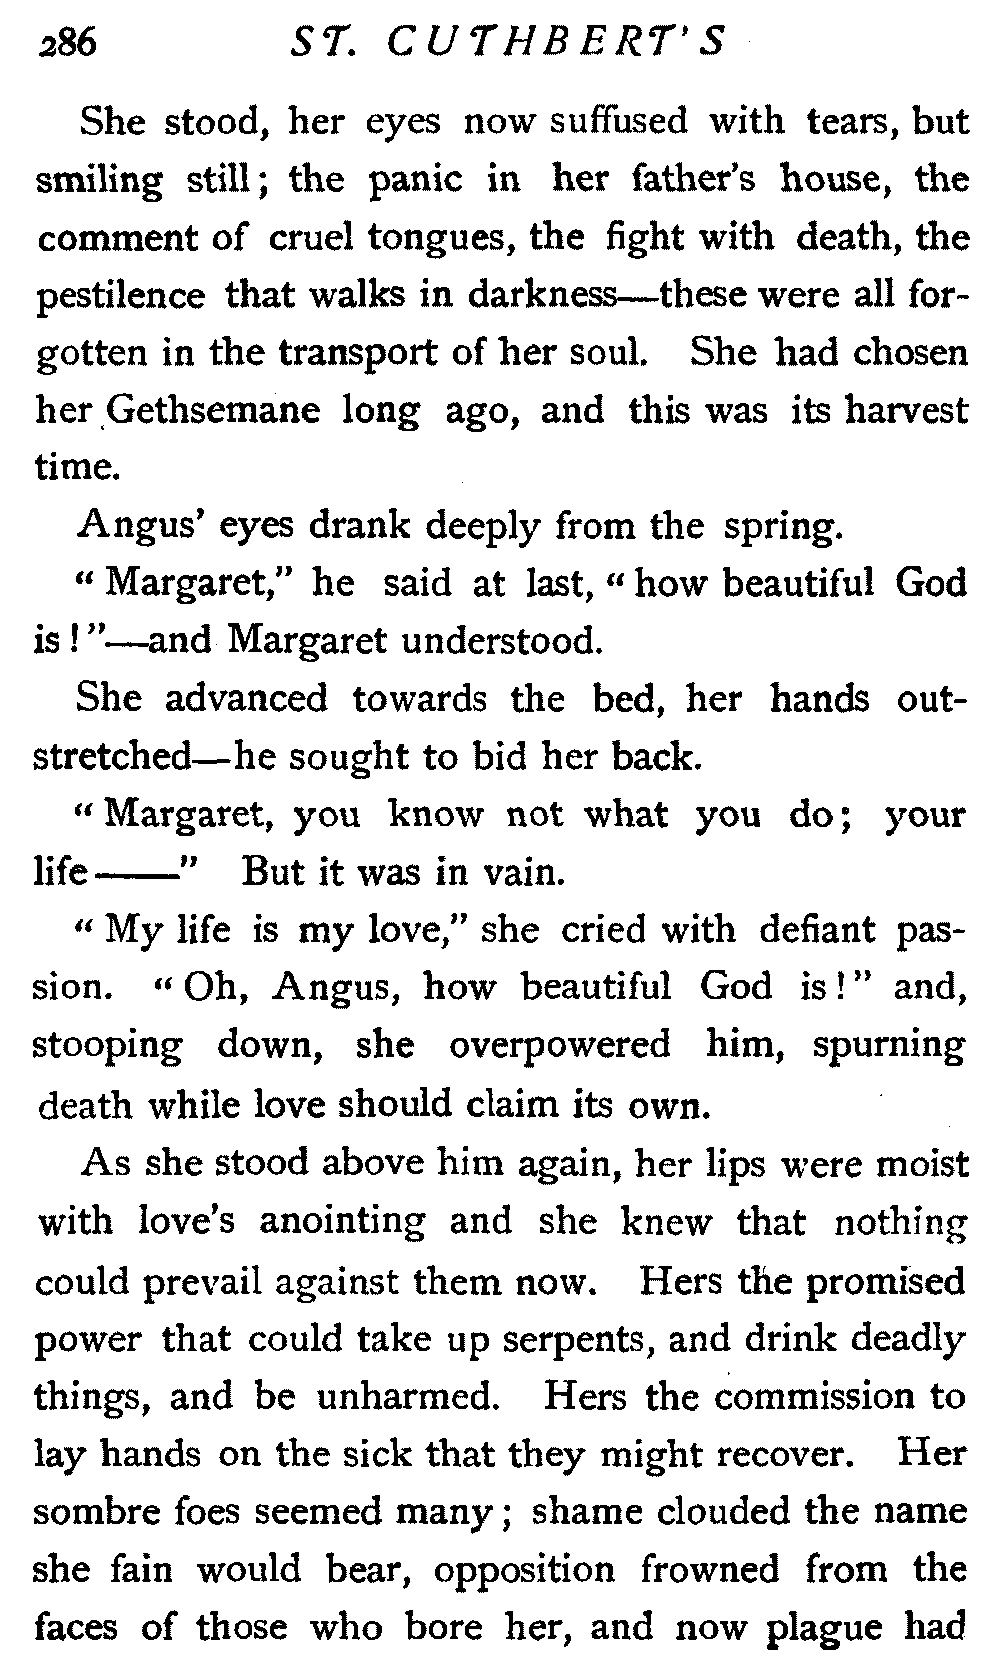 286 ST. CUTHBERT'S
She stood, her eyes now suffused with tears, but
smiling still; the panic in her father's house, the
comment of cruel tongues, the fight with death, the
pestilence that walks in darkness—these were all for-
gotten in the transport of her soul. She had chosen
her Gethsemane long ago, and this was its harvest
time.
Angus' eyes drank deeply from the spring.
"Margaret," he said at last, "how beautiful God
is!"—and Margaret understood.
She advanced towards the bed, her hands out-
stretched—he sought to bid her back.
"Margaret, you know not what you do; your
life——" But it was in vain.
"My life is my love," she cried with defiant pas-
sion. "Oh, Angus, how beautiful God is!" and,
stooping down, she overpowered him, spurning
death while love should claim its own.
As she stood above him again, her lips were moist
with love's anointing and she knew that nothing
could prevail against them now. Hers the promised
power that could take up serpents, and drink deadly
things, and be unharmed. Hers the commission to
lay hands on the sick that they might recover. Her
sombre foes seemed many; shame clouded the name
she fain would bear, opposition frowned from the
faces of those who bore her, and now plague had